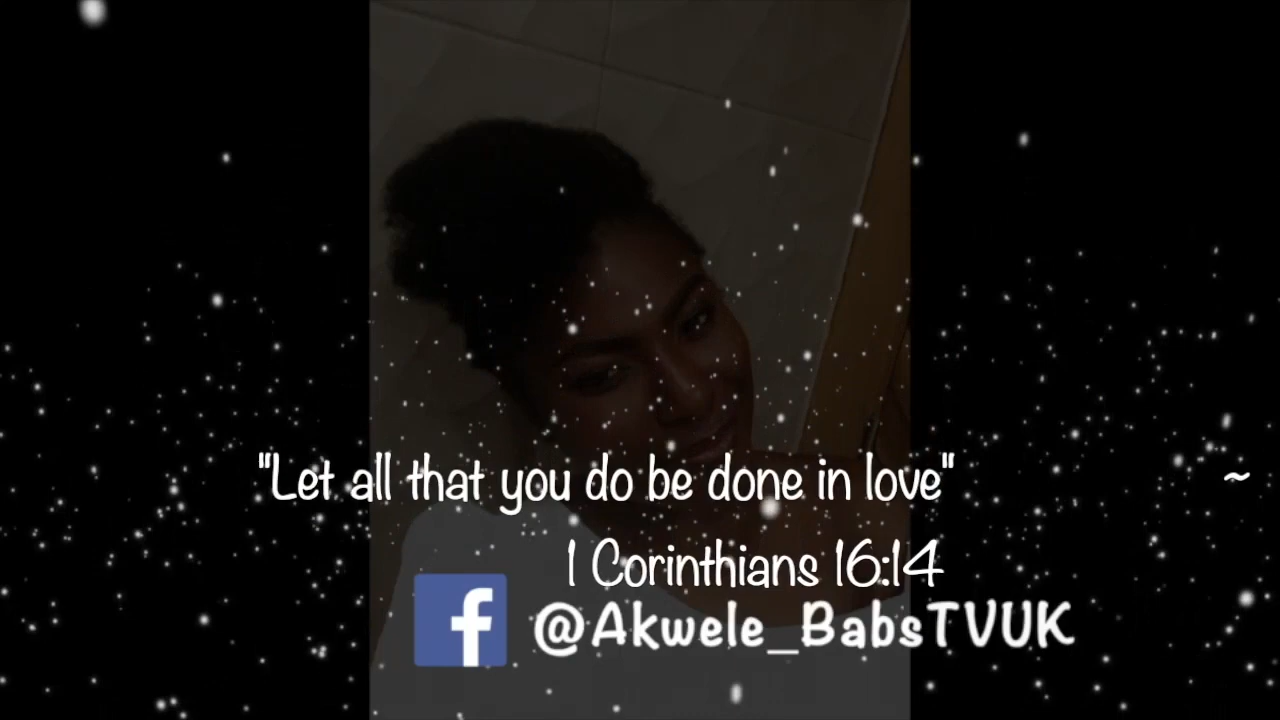 "Let all that you do be done in love" ~
1 Corinthians 16:14
f @Akwele_BabsTVUK